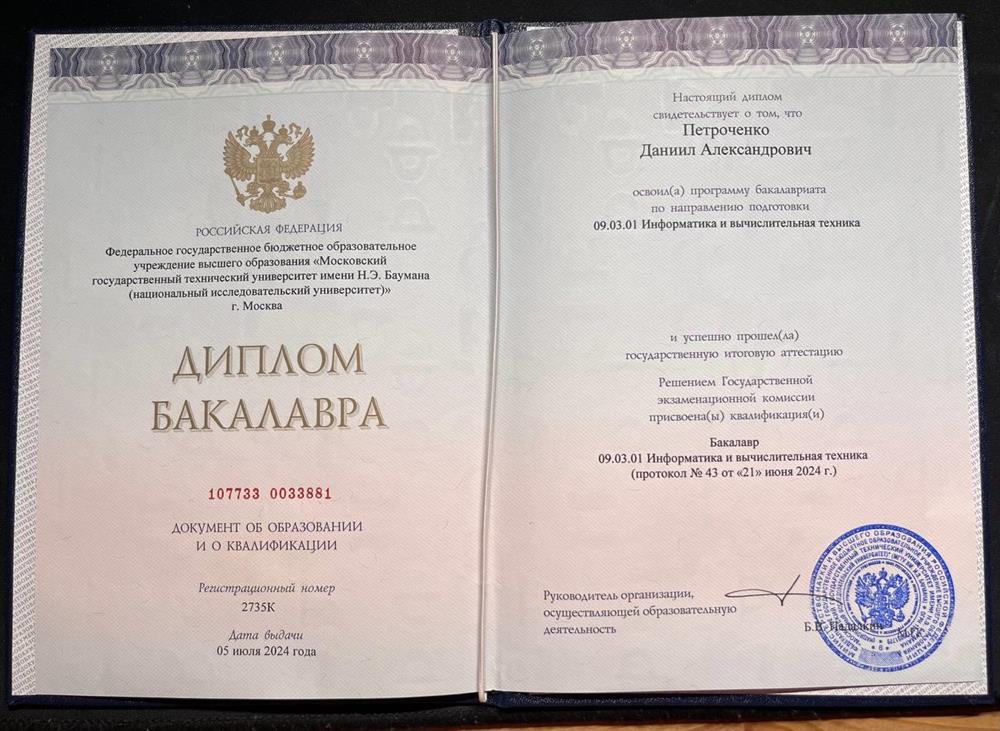 РОССИЙСКАЯ ФЕДЕРАЦИЯ
Федеральное государственное бюджетное образовательное
учреждение высшего образования «Московский
государственный технический университет имени Н.Э. Баумана
(национальный исследовательский университет)»
г. Москва
ДИПЛОМ
БАКАЛАВРА
107733 0033881
ДОКУМЕНТ ОБ ОБРАЗОВАНИИ
И О КВАЛИФИКАЦИИ
Регистрационный номер
2735К
Дата выдачи
05 июля 2024 года
Настоящий диплом
свидетельствует о том, что
Петроченко
Даниил Александрович
освоил(а) программу бакалавриата
по направлению подготовки
09.03.01 Информатика и вычислительная техника
и успешно прошел(ла)
государственную итоговую аттестацию
Решением Государственной
экзаменационной комиссии
присвоена(ы) квалификация(и)
Бакалавр
09.03.01 Информатика и вычислительная техника
(протокол № 43 от «21» июня 2024 г.)
Руководитель организации,
осуществляющей образовательную
деятельность
Б.В. Падалкин
М.П.